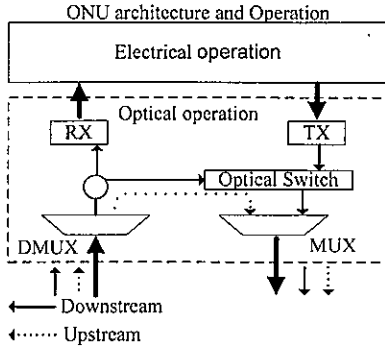 ONU architecture and Operation
Electrical operation
Optical operation
RX
TX
Optical Switch
DMUX
MUX
Downstream
Upstream